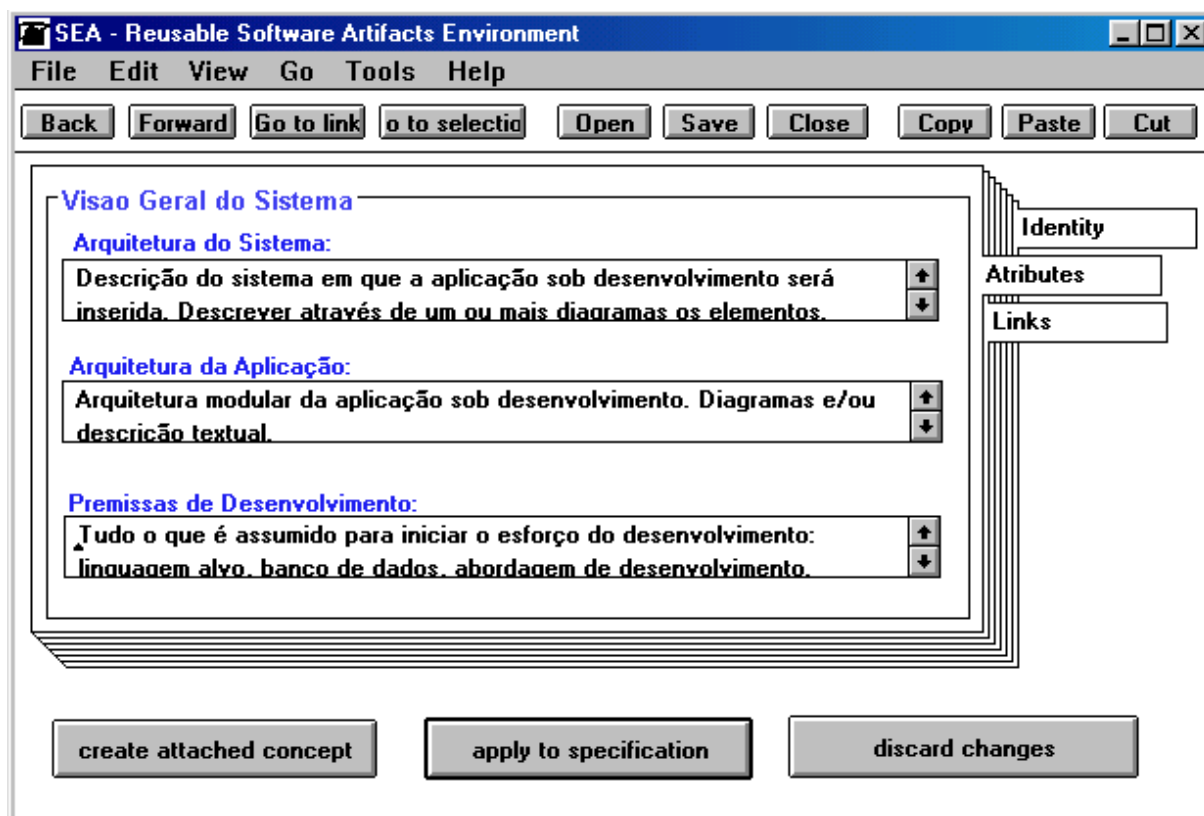 SEA - Reusable Software Artifacts Environment
File Edit View Go Tools Help
Back Forward Go to link o to selectio Open Save Close Copy Paste Cut
Visao Geral do Sistema
Identity
Arquitetura do Sistema:
Descrição do sistema em que a aplicação sob desenvolvimento será
Atributes
inserida. Descrever através de um ou mais diagramas os elementos.
Links
Arquitetura da Aplicação:
Arquitetura modular da aplicação sob desenvolvimento. Diagramas e/ou
descrição textual.
Premissas de Desenvolvimento:
Tudo o que é assumido para iniciar o esforço do desenvolvimento:
linguagem alvo, banco de dados, abordagem de desenvolvimento.
create attached concept apply to specification discard changes